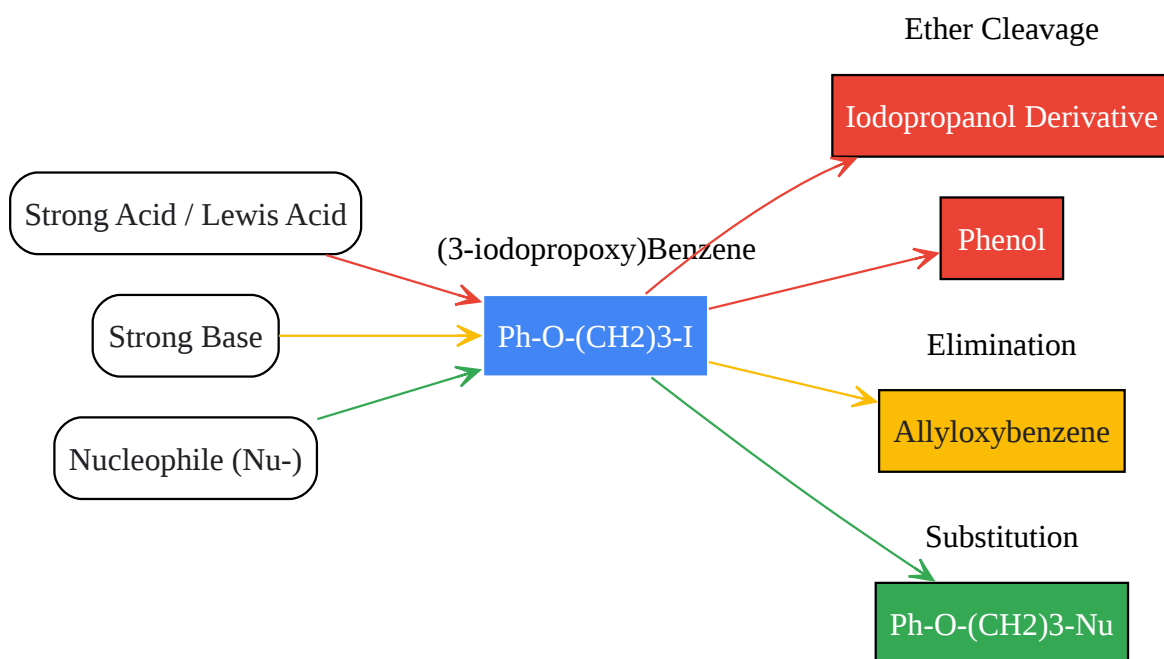 Ether Cleavage
Iodopropanol Derivative
Strong Acid / Lewis Acid
Phenol
(3-iodopropoxy)Benzene
Strong Base
Ph-O-(CH2)3-I
Elimination
Allyloxybenzene
Nucleophile (Nu-)
Substitution
Ph-O-(CH2)3-Nu